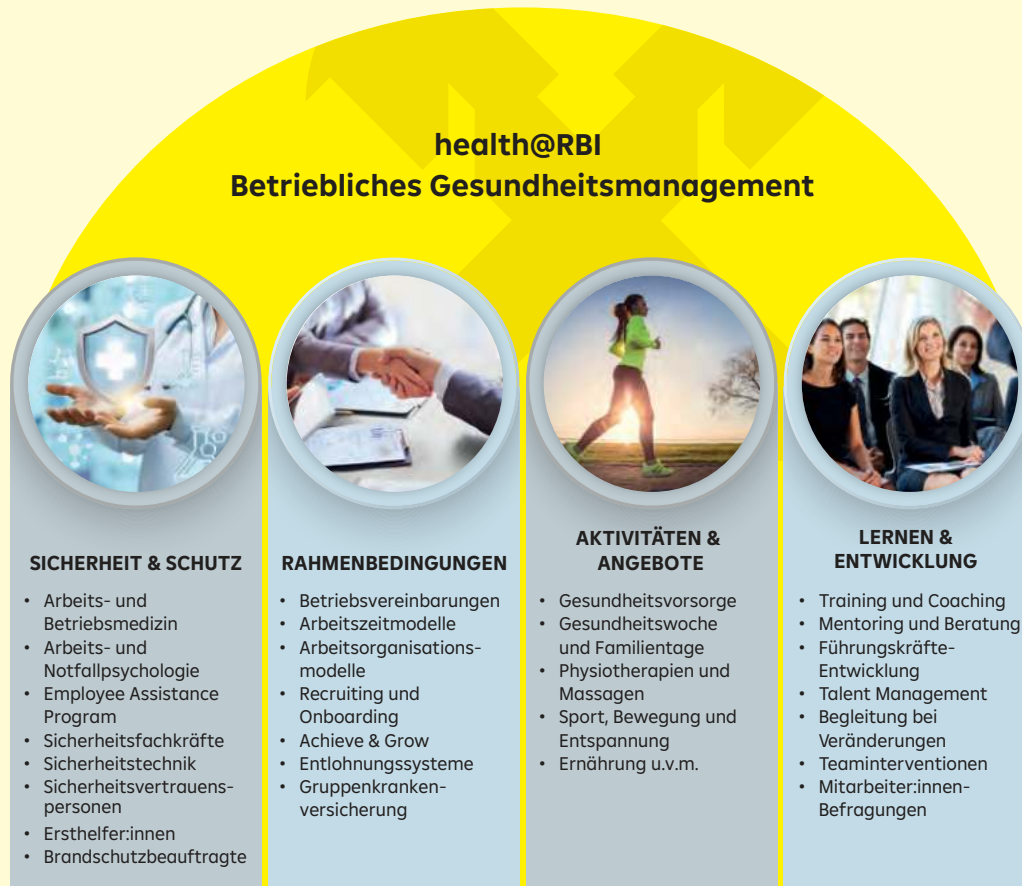 health@RBI
Betriebliches Gesundheitsmanagement
SICHERHEIT & SCHUTZ
• Arbeits- und
Betriebsmedizin
• Arbeits- und
Notfallpsychologie
• Employee Assistance
Program
• Sicherheitsfachkräfte
• Sicherheitstechnik
• Sicherheitsvertrauens-
personen
• Ersthelfer:innen
• Brandschutzbeauftragte
RAHMENBEDINGUNGEN
• Betriebsvereinbarungen
• Arbeitszeitmodelle
• Arbeitsorganisations-
modelle
• Recruiting und
Onboarding
• Achieve & Grow
• Entlohnungssysteme
• Gruppenkranken-
versicherung
AKTIVITÄTEN &
ANGEBOTE
• Gesundheitsvorsorge
• Gesundheitswoche
und Familientage
• Physiotherapien und
Massagen
• Sport, Bewegung und
Entspannung
• Ernährung u.v.m.
LERNEN &
ENTWICKLUNG
• Training und Coaching
• Mentoring und Beratung
• Führungskräfte-
Entwicklung
• Talent Management
• Begleitung bei
Veränderungen
• Teaminterventionen
• Mitarbeiter:innen-
Befragungen